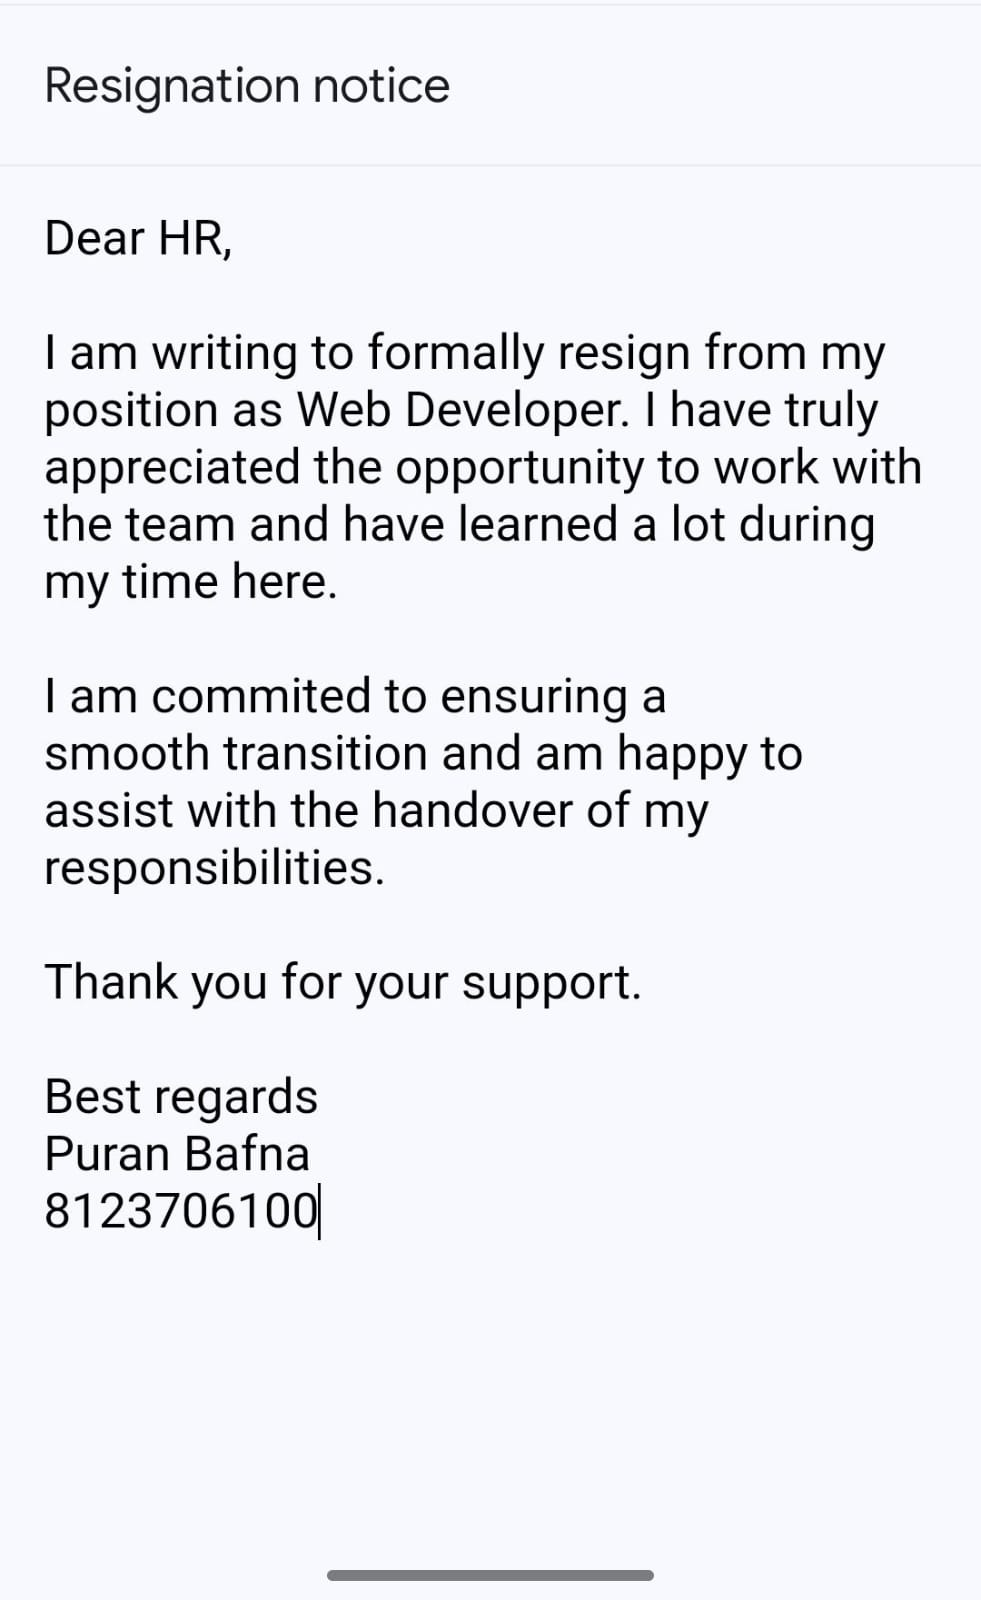 Resignation notice
Dear HR,
I am writing to formally resign from my
position as Web Developer. I have truly
appreciated the opportunity to work with
the team and have learned a lot during
my time here.
I am commited to ensuring a
smooth transition and am happy to
assist with the handover of my
responsibilities.
Thank you for your support.
Best regards
Puran Bafna
8123706100